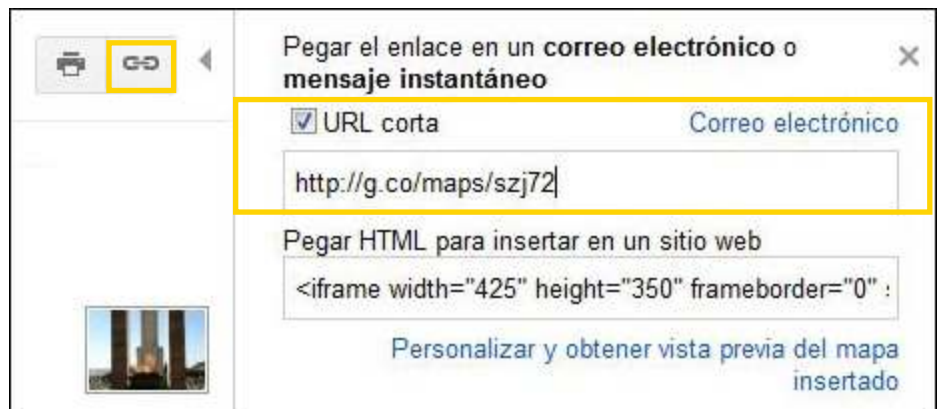 Pegar el enlace en un correo electrónico o
mensaje instantáneo
URL corta Correo electrónico
http://g.co/maps/szj72
Pegar HTML para insertar en un sitio web
<iframe width="425" height="350" frameborder="0" s
Personalizar y obtener vista previa del mapa
insertado